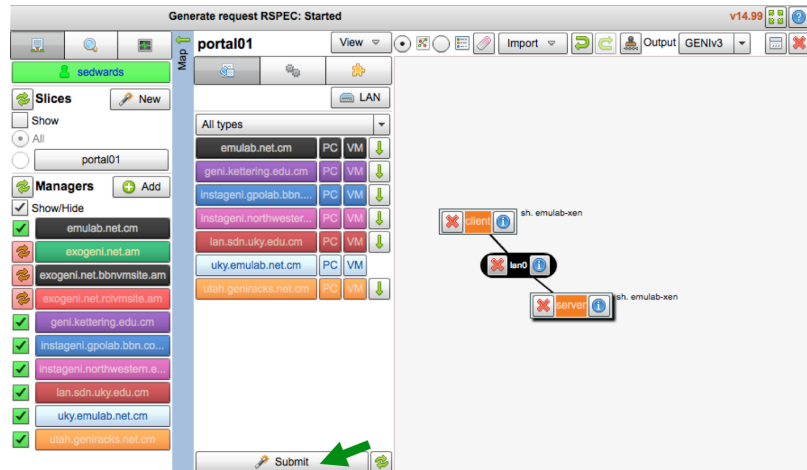 Generate request RSPEC: Started
v14.99
sedwards
Slices
New
Show
All
portal01
Managers
Add
Show/Hide
emulab.net.cm
exogeni.net.am
exogeni.net.bbnvmsite.am
exogeni.net.rcivmsite.am
geni.kettering.edu.cm
instageni.gpolab.bbn.co...
instageni.northwestern.e...
lan.sdn.uky.edu.cm
uky.emulab.net.cm
utah.geniracks.net.cm
Map
portal01
View
LAN
All types
emulab.net.cm PC VM
geni.kettering.edu.cm PC VM
instageni.gpolab.bbn.... PC VM
instageni.northwester... PC VM
lan.sdn.uky.edu.cm PC VM
uky.emulab.net.cm PC VM
utah.geniracks.net.cm PC VM
Submit
Import
Output GENIv3
client
sh. emulab-xen
lan0
server
sh. emulab-xen